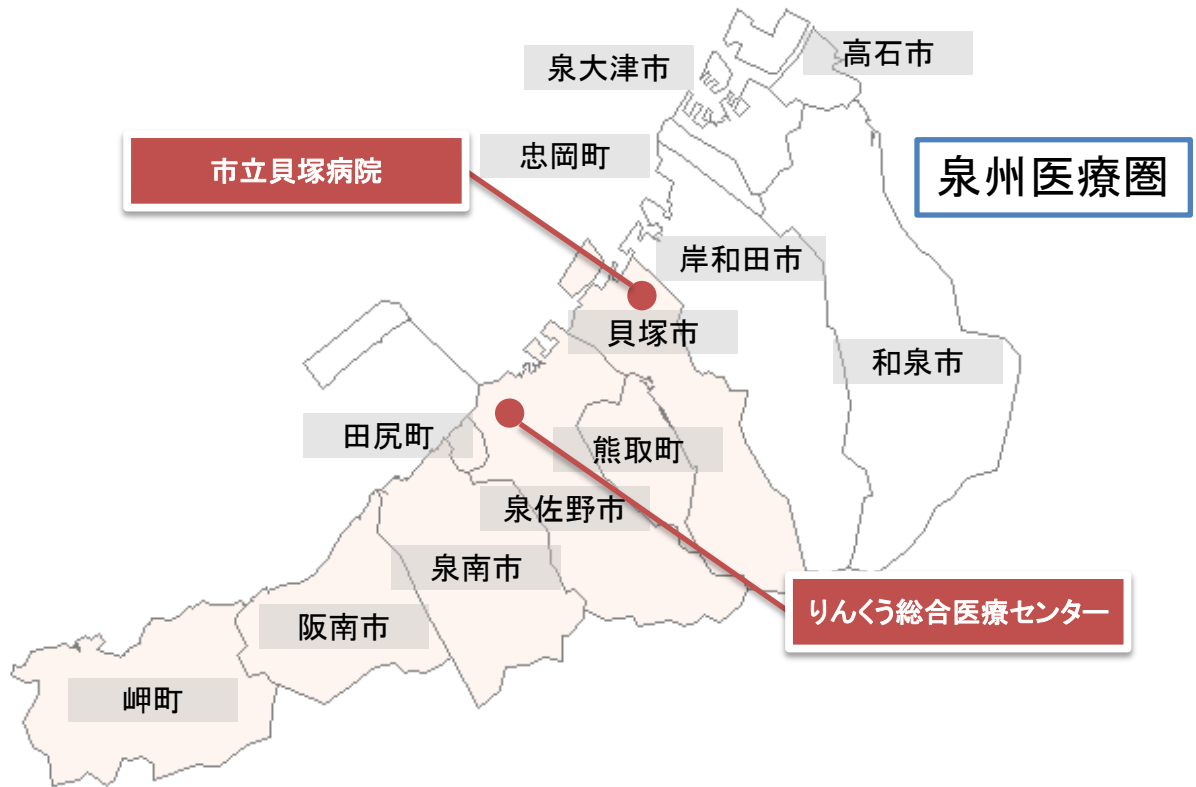 高石市
泉大津市
忠岡町
市立貝塚病院
泉州医療圏
岸和田市
貝塚市
和泉市
田尻町
熊取町
泉佐野市
泉南市
りんくう総合医療センター
阪南市
岬町